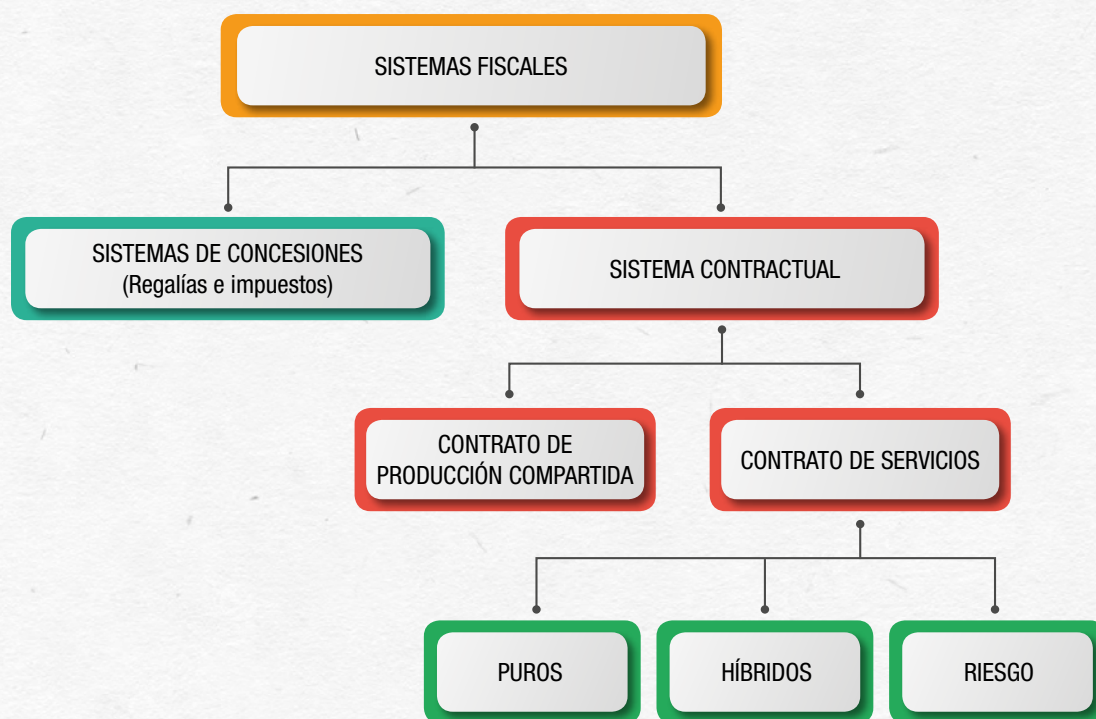 SISTEMAS FISCALES
SISTEMAS DE CONCESIONES
(Regalías e impuestos)
SISTEMA CONTRACTUAL
CONTRATO DE
PRODUCCIÓN COMPARTIDA
CONTRATO DE SERVICIOS
PUROS
HÍBRIDOS
RIESGO